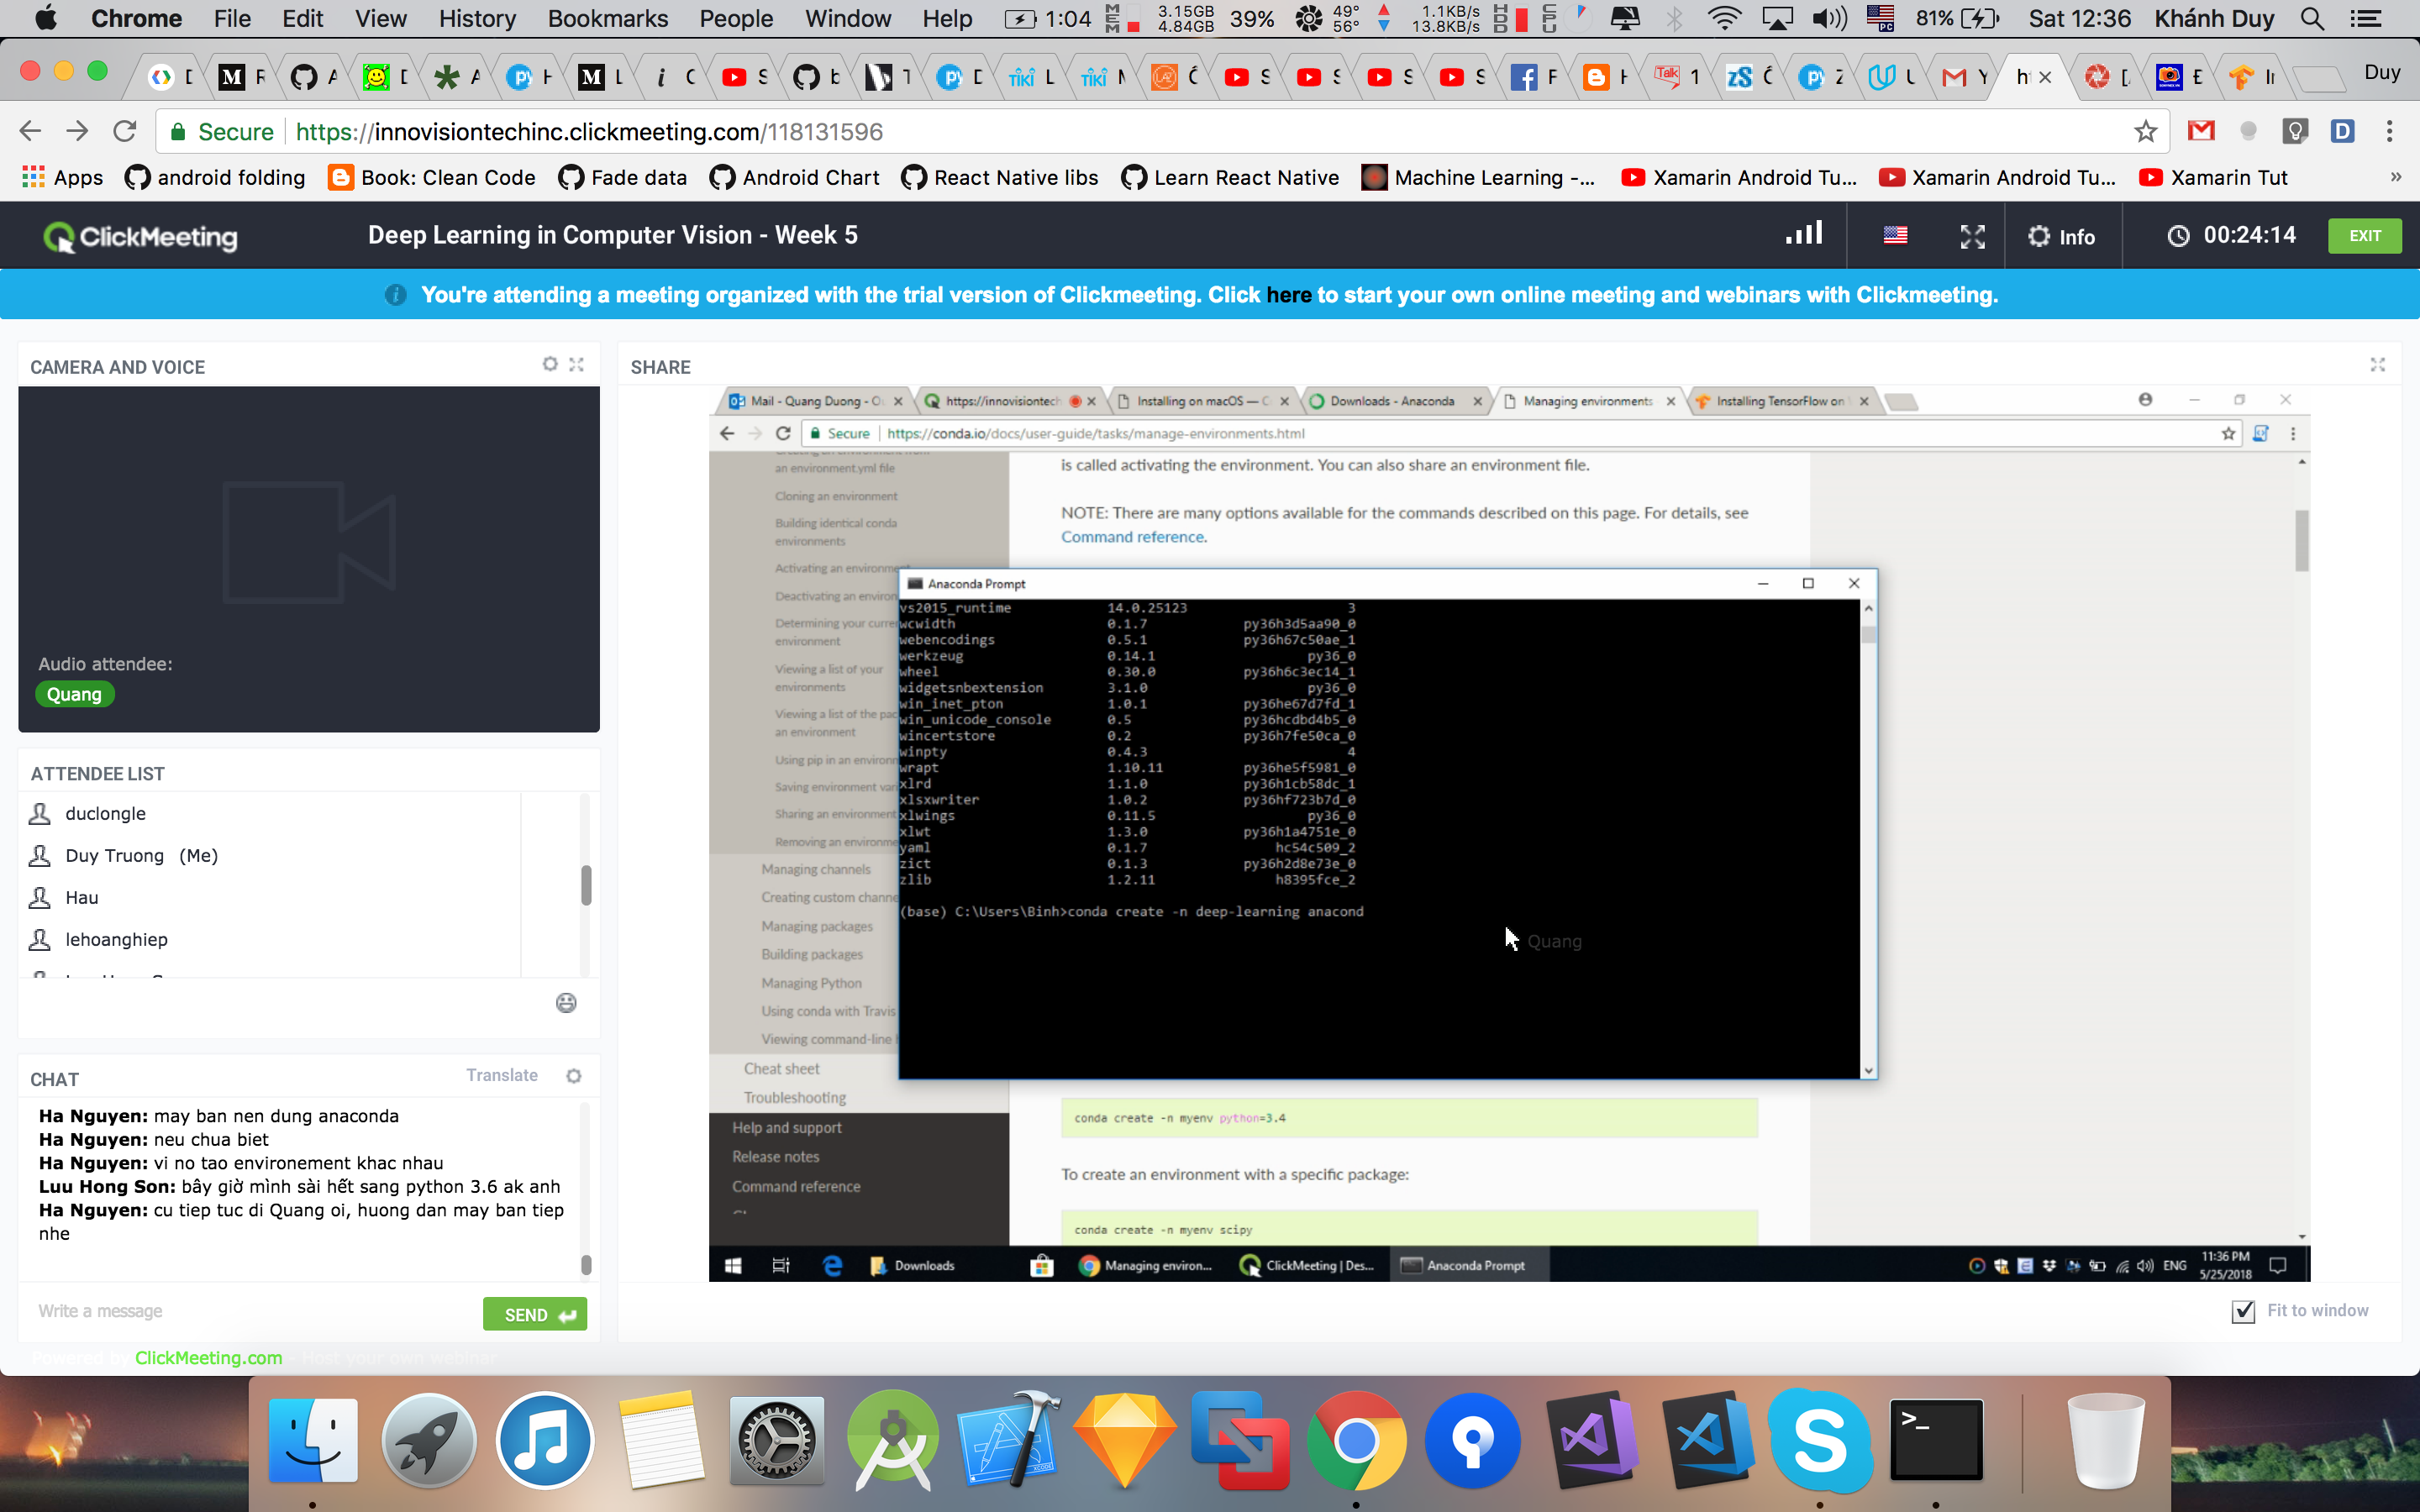 Chrome File Edit View History Bookmarks People Window Help 1:04 MEM 3.15GB 4.84GB 39% 49° 56° 1.1KB/s 13.8KB/s HDD CPU 81% Sat 12:36 Khánh Duy
Duy
Secure https://innovisiontechinc.clickmeeting.com/118131596
Apps android folding Book: Clean Code Fade data Android Chart React Native libs Learn React Native Machine Learning -... Xamarin Android Tu... Xamarin Android Tu... Xamarin Tut »
ClickMeeting Deep Learning in Computer Vision - Week 5 Info 00:24:14 EXIT
You're attending a meeting organized with the trial version of Clickmeeting. Click here to start your own online meeting and webinars with Clickmeeting.
CAMERA AND VOICE
Audio attendee:
Quang
ATTENDEE LIST
duclongle
Duy Truong (Me)
Hau
lehoanghiep
CHAT Translate
Ha Nguyen: may ban nen dung anaconda
Ha Nguyen: neu chua biet
Ha Nguyen: vi no tao environement khac nhau
Luu Hong Son: bây giờ mình sài hết sang python 3.6 ak anh
Ha Nguyen: cu tiep tuc di Quang oi, huong dan may ban tiep
nhe
Write a message SEND
ClickMeeting.com
SHARE
Mail - Quang Duong - O https://innovisiontech Installing on macOS — C Downloads - Anaconda Managing environments Installing TensorFlow on
Secure https://conda.io/docs/user-guide/tasks/manage-environments.html
an environment.yml file
Cloning an environment
Building identical conda
environments
Activating an environment
Deactivating an environ
Determining your curre
environment
Viewing a list of your
environments
Viewing a list of the pac
an environment
Using pip in an environm
Saving environment var
Sharing an environment
Removing an environme
Managing channels
Creating custom channe
Managing packages
Building packages
Managing Python
Using conda with Travis
Viewing command-line
Cheat sheet
Troubleshooting
Help and support
Release notes
Command reference
is called activating the environment. You can also share an environment file.
NOTE: There are many options available for the commands described on this page. For details, see
Command reference.
Anaconda Prompt
vs2015_runtime 14.0.25123 3
wcwidth 0.1.7 py36h3d5aa90_0
webencodings 0.5.1 py36h67c50ae_1
werkzeug 0.14.1 py36_0
wheel 0.30.0 py36h6c3ec14_1
widgetsnbextension 3.1.0 py36_0
win_inet_pton 1.0.1 py36he67d7fd_1
win_unicode_console 0.5 py36hcdbd4b5_0
wincertstore 0.2 py36h7fe50ca_0
winpty 0.4.3 4
wrapt 1.10.11 py36he5f5981_0
xlrd 1.1.0 py36h1cb58dc_1
xlsxwriter 1.0.2 py36hf723b7d_0
xlwings 0.11.5 py36_0
xlwt 1.3.0 py36h1a4751e_0
yaml 0.1.7 hc54c509_2
zict 0.1.3 py36h2d8e73e_0
zlib 1.2.11 h8395fce_2
(base) C:\Users\Binh>conda create -n deep-learning anacond
Quang
conda create -n myenv python=3.4
To create an environment with a specific package:
conda create -n myenv scipy
Downloads Managing environ... ClickMeeting | Des... Anaconda Prompt ENG 11:36 PM
5/25/2018
Fit to window